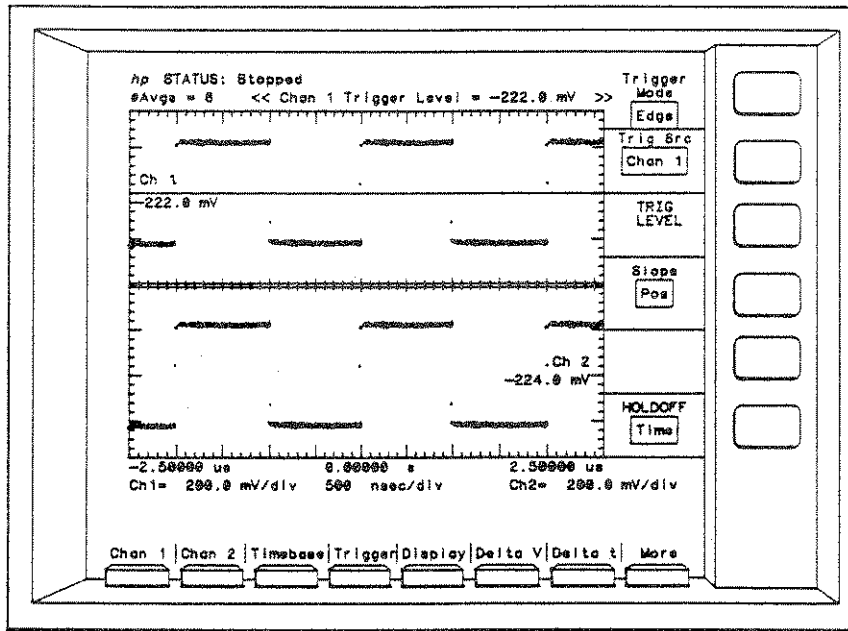 hp STATUS: Stopped
#Avgs = 8 << Chan 1 Trigger Level = -222.0 mV >>
Trigger
Mode
Edge
Trig Src
Chan 1
TRIG
LEVEL
Slope
Pos
HOLDOFF
Time
Ch 1
-222.0 mV
Ch 2
-224.0 mV
-2.50000 us 0.00000 s 2.50000 us
Ch1= 200.0 mV/div 500 nsec/div Ch2= 200.0 mV/div
Chan 1 Chan 2 Timebase Trigger Display Delta V Delta t More